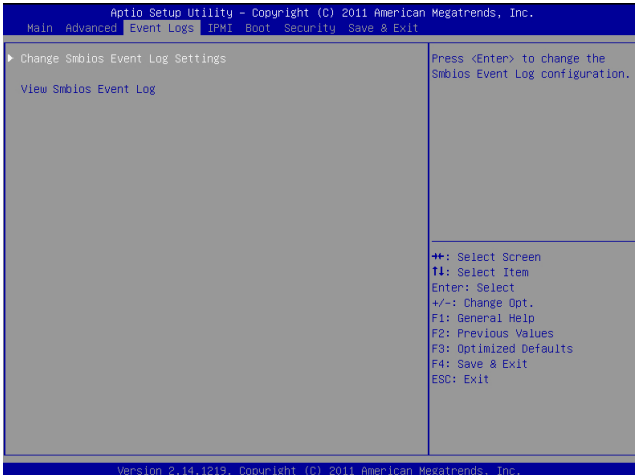 Aptio Setup Utility – Copyright (C) 2011 American Megatrends, Inc.
Main Advanced Event Logs IPMI Boot Security Save & Exit
Change Smbios Event Log Settings
View Smbios Event Log
Press <Enter> to change the
Smbios Event Log configuration.
→←: Select Screen
↑↓: Select Item
Enter: Select
+/-: Change Opt.
F1: General Help
F2: Previous Values
F3: Optimized Defaults
F4: Save & Exit
ESC: Exit
Version 2.14.1219. Copyright (C) 2011 American Megatrends, Inc.